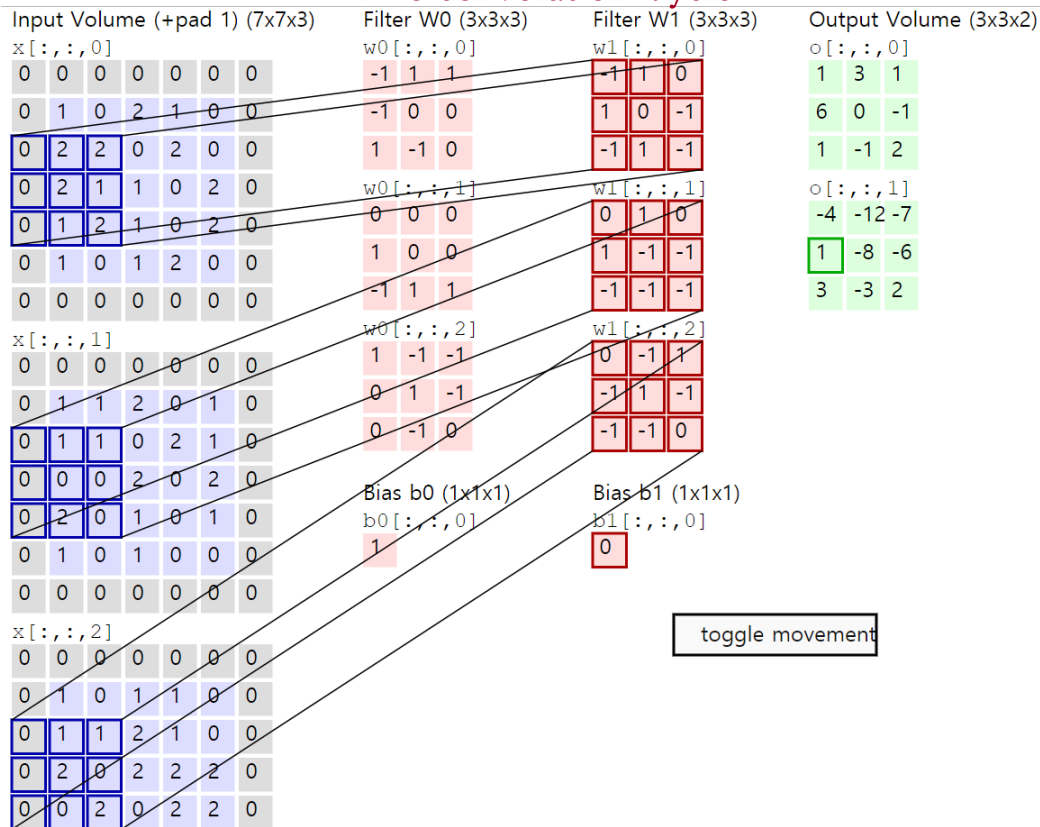 Input Volume (+pad 1) (7x7x3)
x[:,:,0]
0 0 0 0 0 0 0
0 1 0 2 1 0 0
0 2 2 0 2 0 0
0 2 1 1 0 2 0
0 1 2 1 0 2 0
0 1 0 1 2 0 0
0 0 0 0 0 0 0
x[:,:,1]
0 0 0 0 0 0 0
0 1 1 2 0 1 0
0 1 1 0 2 1 0
0 0 0 2 0 2 0
0 2 0 1 0 1 0
0 1 0 1 0 0 0
0 0 0 0 0 0 0
x[:,:,2]
0 0 0 0 0 0 0
0 1 0 1 1 0 0
0 1 1 2 1 0 0
0 2 0 2 2 2 0
0 0 2 0 2 2 0
Filter W0 (3x3x3)
w0[:,:,0]
-1 1 1
-1 0 0
1 -1 0
w0[:,:,1]
0 0 0
1 0 0
-1 1 1
w0[:,:,2]
1 -1 -1
0 1 -1
0 -1 0
Bias b0 (1x1x1)
b0[:,:,0]
1
Filter W1 (3x3x3)
w1[:,:,0]
-1 1 0
1 0 -1
-1 1 -1
w1[:,:,1]
0 1 0
1 -1 -1
-1 -1 -1
w1[:,:,2]
0 -1 1
-1 1 -1
-1 -1 0
Bias b1 (1x1x1)
b1[:,:,0]
0
Output Volume (3x3x2)
o[:,:,0]
1 3 1
6 0 -1
1 -1 2
o[:,:,1]
-4 -12 -7
1 -8 -6
3 -3 2
toggle movement